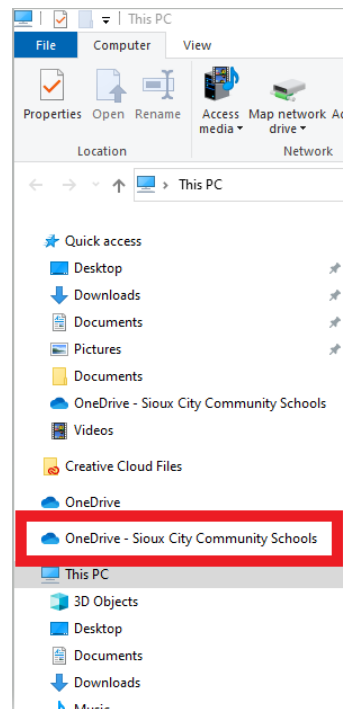 This PC
File Computer View
Properties Open Rename Access media Map network drive Ad
Location Network
This PC
Quick access
Desktop
Downloads
Documents
Pictures
Documents
OneDrive - Sioux City Community Schools
Videos
Creative Cloud Files
OneDrive
OneDrive - Sioux City Community Schools
This PC
3D Objects
Desktop
Documents
Downloads
Music